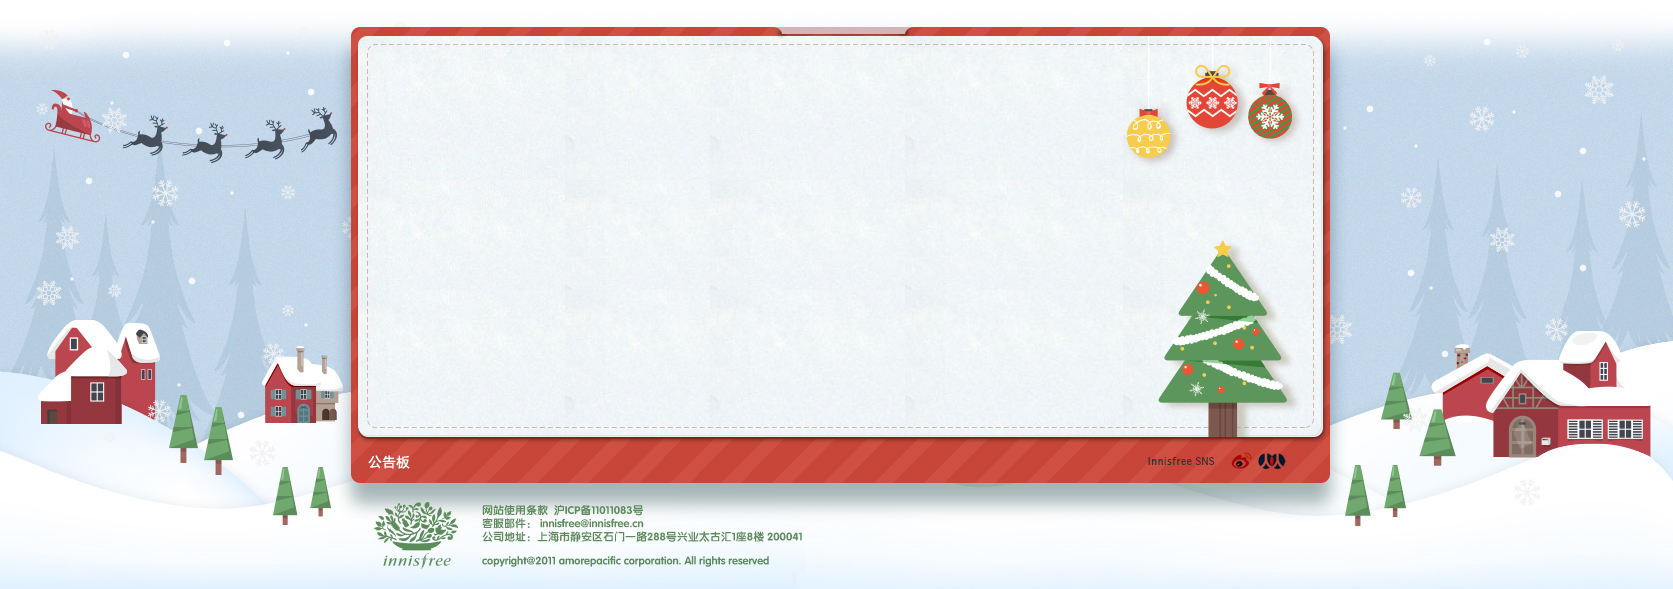 公告板
Innisfree SNS
网站使用条款 沪ICP备11011083号
客服邮件： innisfree@innisfree.cn
公司地址：上海市静安区石门一路288号兴业太古汇1座8楼 200041
innisfree
copyright@2011 amorepacific corporation. All rights reserved